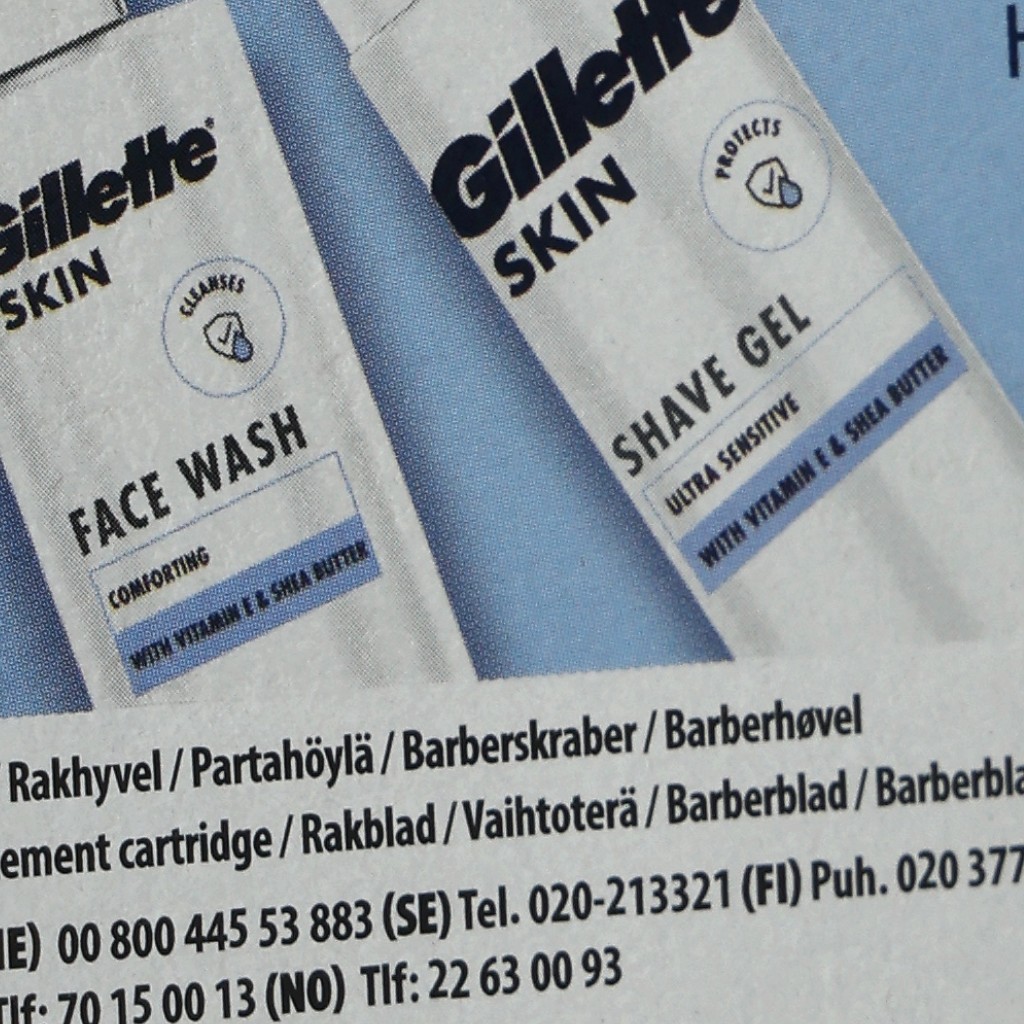 Gillette
SKIN
CLEANSES
FACE WASH
COMFORTING
WITH VITAMIN E & SHEA BUTTER
Gillette
SKIN
PROTECTS
SHAVE GEL
ULTRA SENSITIVE
WITH VITAMIN E & SHEA BUTTER
H
/ Rakhyvel / Partahöylä / Barberskraber / Barberhøvel
ement cartridge / Rakblad / Vaihtoterä / Barberblad / Barberbla
IE) 00 800 445 53 883 (SE) Tel. 020-213321 (FI) Puh. 020 377
Tlf: 70 15 00 13 (NO) Tlf: 22 63 00 93